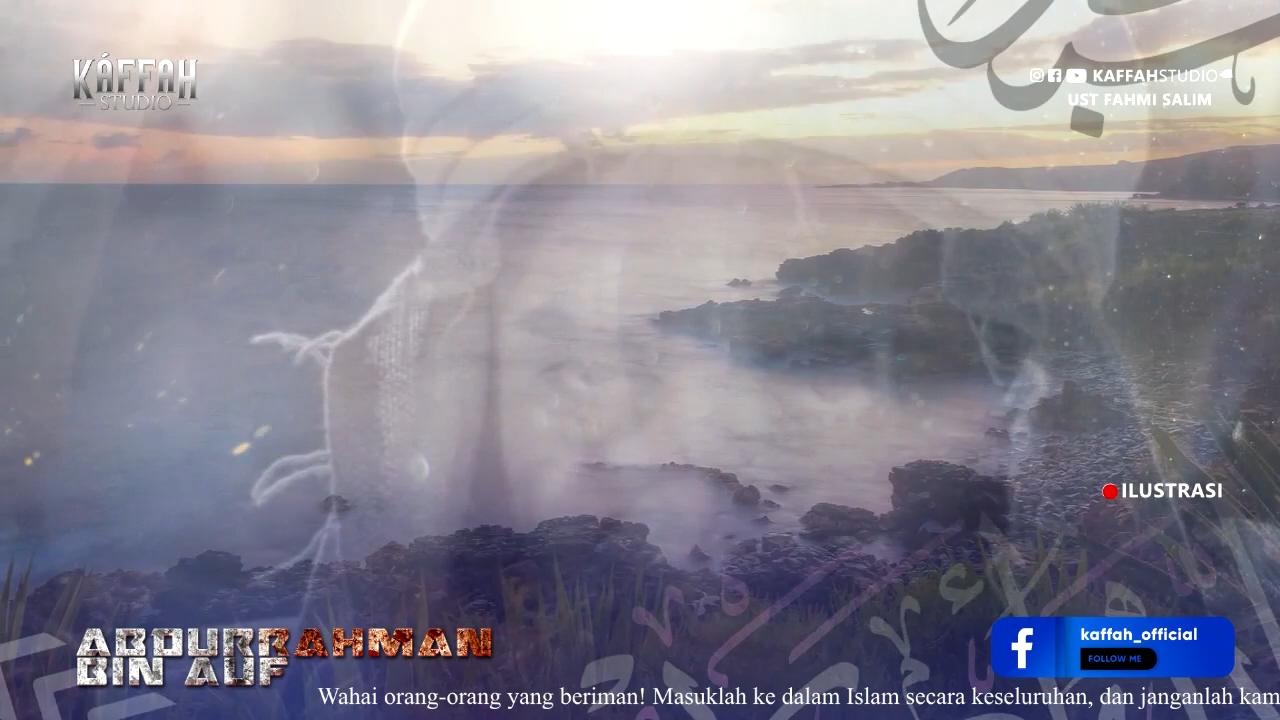 KÁFFAH
STUDIO
KAFFAHSTUDIO
UST FAHMI SALIM
ILUSTRASI
ABDURRAHMAN
BIN AUF
kaffah_official
FOLLOW ME
Wahai orang-orang yang beriman! Masuklah ke dalam Islam secara keseluruhan, dan janganlah kam